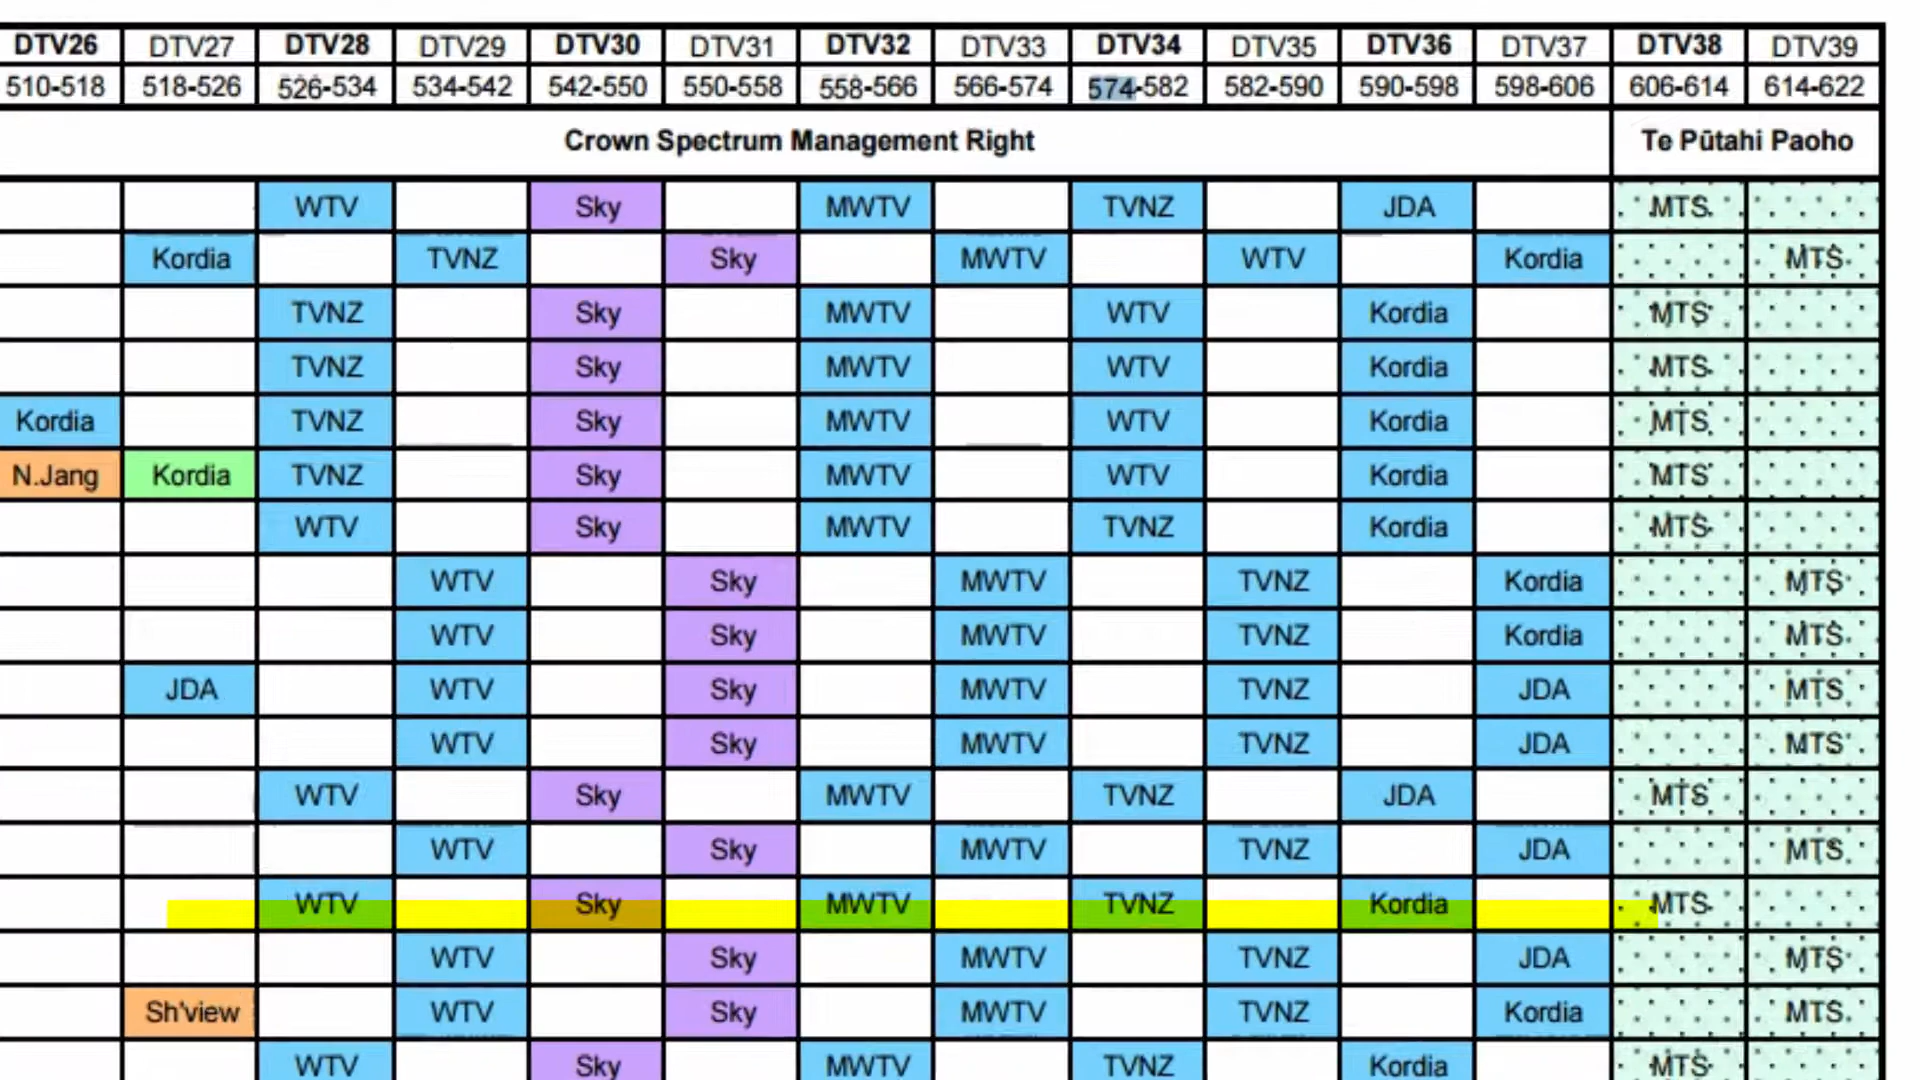 DTV26 DTV27 DTV28 DTV29 DTV30 DTV31 DTV32 DTV33 DTV34 DTV35 DTV36 DTV37 DTV38 DTV39
510-518 518-526 526-534 534-542 542-550 550-558 558-566 566-574 574-582 582-590 590-598 598-606 606-614 614-622
Crown Spectrum Management Right Te Pūtahi Paoho
WTV Sky MWTV TVNZ JDA MTS
Kordia TVNZ Sky MWTV WTV Kordia MTS
TVNZ Sky MWTV WTV Kordia MTS
TVNZ Sky MWTV WTV Kordia MTS
Kordia TVNZ Sky MWTV WTV Kordia MTS
N.Jang Kordia TVNZ Sky MWTV WTV Kordia MTS
WTV Sky MWTV TVNZ Kordia MTS
WTV Sky MWTV TVNZ Kordia MTS
WTV Sky MWTV TVNZ Kordia MTS
JDA WTV Sky MWTV TVNZ JDA MTS
WTV Sky MWTV TVNZ JDA MTS
WTV Sky MWTV TVNZ JDA MTS
WTV Sky MWTV TVNZ JDA MTS
WTV Sky MWTV TVNZ Kordia MTS
WTV Sky MWTV TVNZ JDA MTS
Sh'view WTV Sky MWTV TVNZ Kordia MTS
WTV Sky MWTV TVNZ Kordia MTS